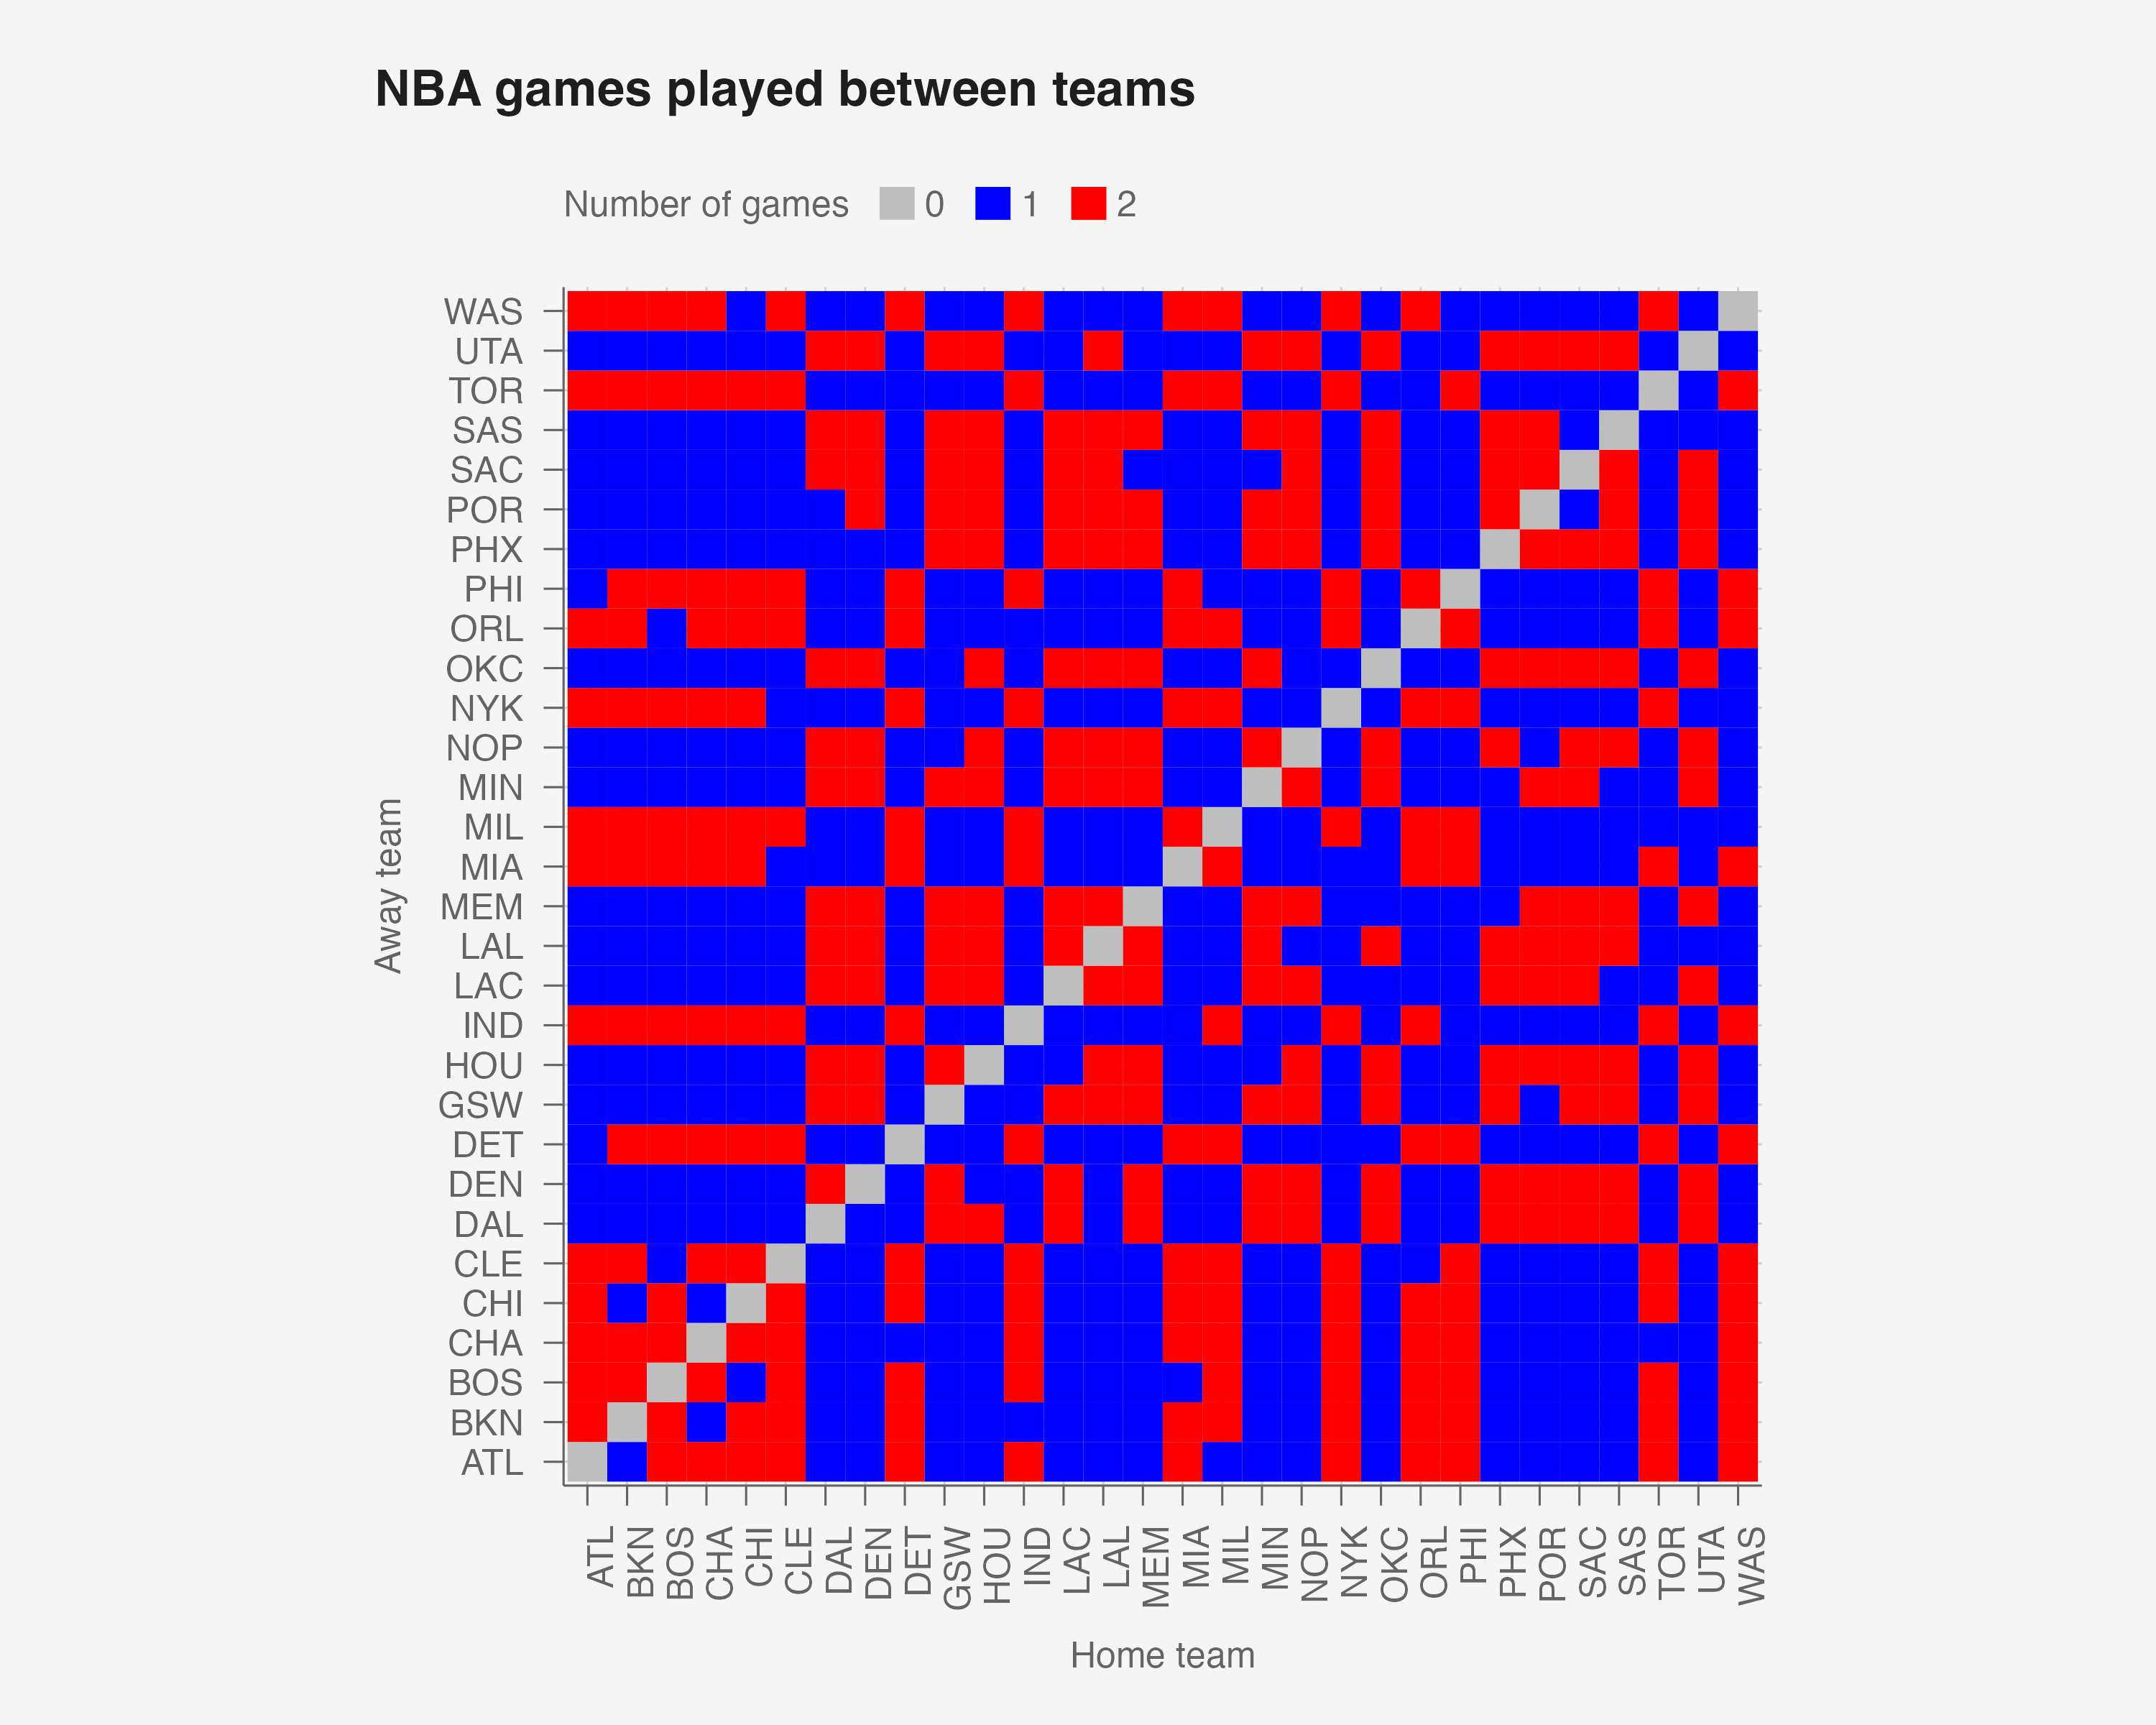 NBA games played between teams
Number of games 0 1 2
WAS
UTA
TOR
SAS
SAC
POR
PHX
PHI
ORL
OKC
NYK
NOP
MIN
MIL
MIA
MEM
LAL
LAC
IND
HOU
GSW
DET
DEN
DAL
CLE
CHI
CHA
BOS
BKN
ATL
Away team
ATL BKN BOS CHA CHI CLE DAL DEN DET GSW HOU IND LAC LAL MEM MIA MIL MIN NOP NYK OKC ORL PHI PHX POR SAC SAS TOR UTA WAS
Home team